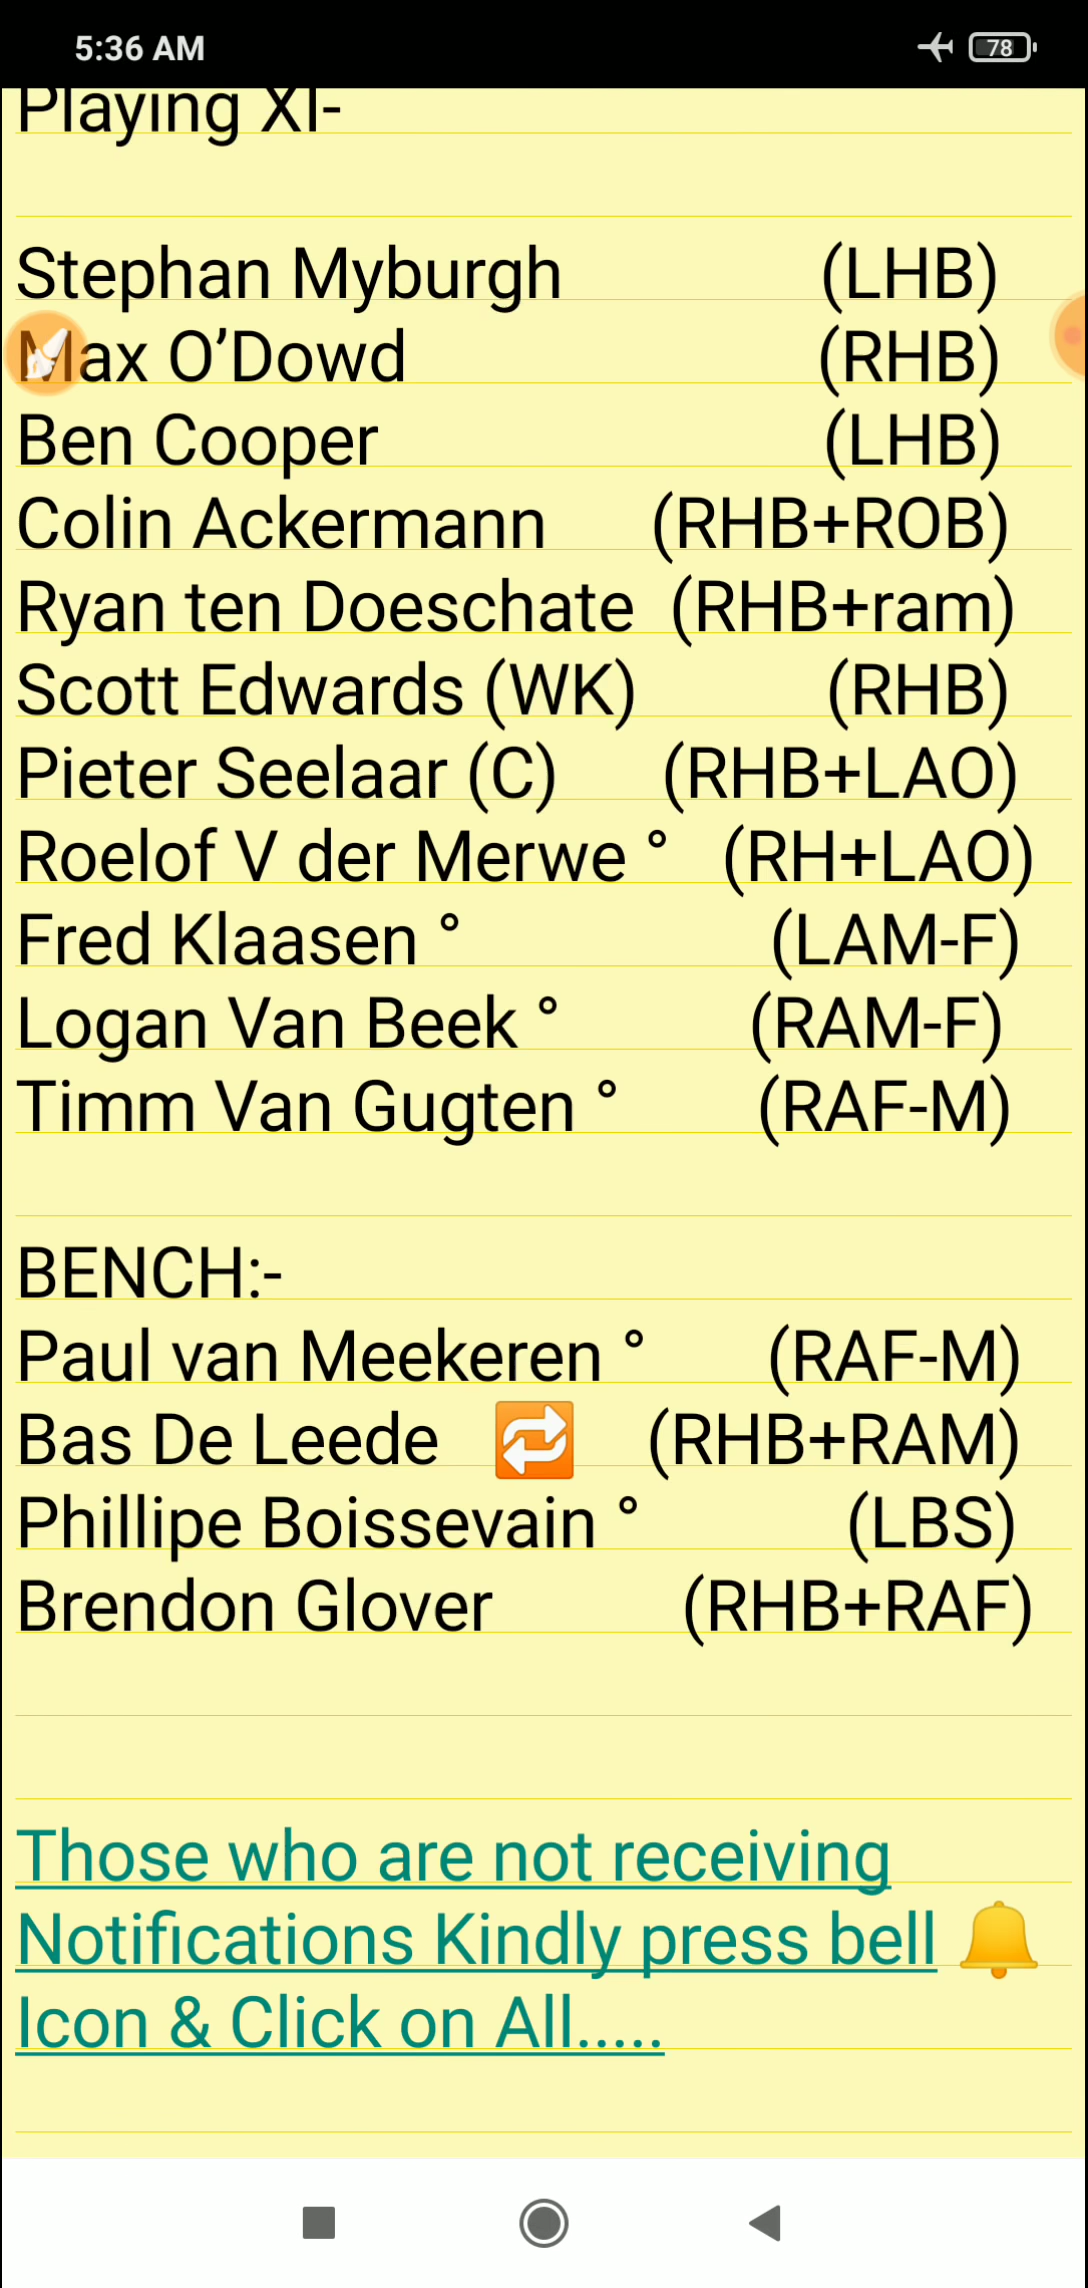 5:36 AM
78
Playing XI-
Stephan Myburgh (LHB)
Max O’Dowd (RHB)
Ben Cooper (LHB)
Colin Ackermann (RHB+ROB)
Ryan ten Doeschate (RHB+ram)
Scott Edwards (WK) (RHB)
Pieter Seelaar (C) (RHB+LAO)
Roelof V der Merwe ° (RH+LAO)
Fred Klaasen ° (LAM-F)
Logan Van Beek ° (RAM-F)
Timm Van Gugten ° (RAF-M)
BENCH:-
Paul van Meekeren ° (RAF-M)
Bas De Leede 🔁 (RHB+RAM)
Phillipe Boissevain ° (LBS)
Brendon Glover (RHB+RAF)
Those who are not receiving
Notifications Kindly press bell 🔔
Icon & Click on All.....